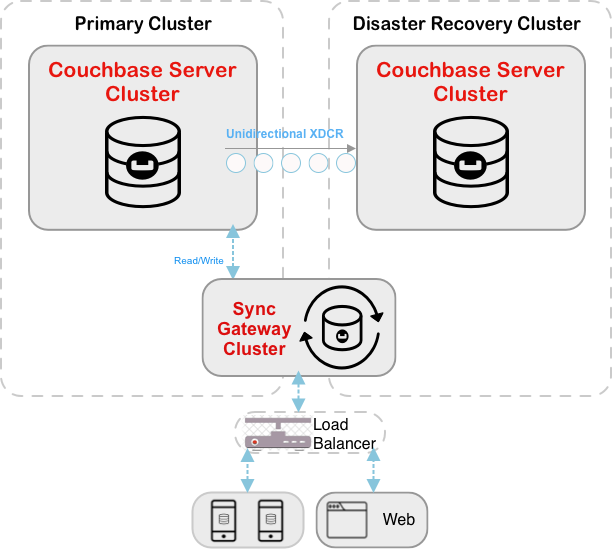 Primary Cluster
Disaster Recovery Cluster
Couchbase Server
Cluster
Couchbase Server
Cluster
Unidirectional XDCR
Read/Write
Sync
Gateway
Cluster
Load
Balancer
Web